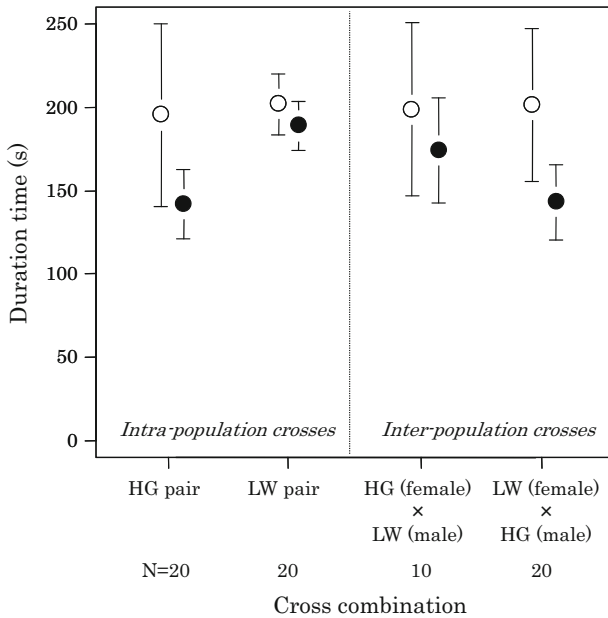 250
200
150
100
50
0
Duration time (s)
Intra-population crosses
Inter-population crosses
HG pair
LW pair
HG (female)
×
LW (male)
LW (female)
×
HG (male)
N=20
20
10
20
Cross combination